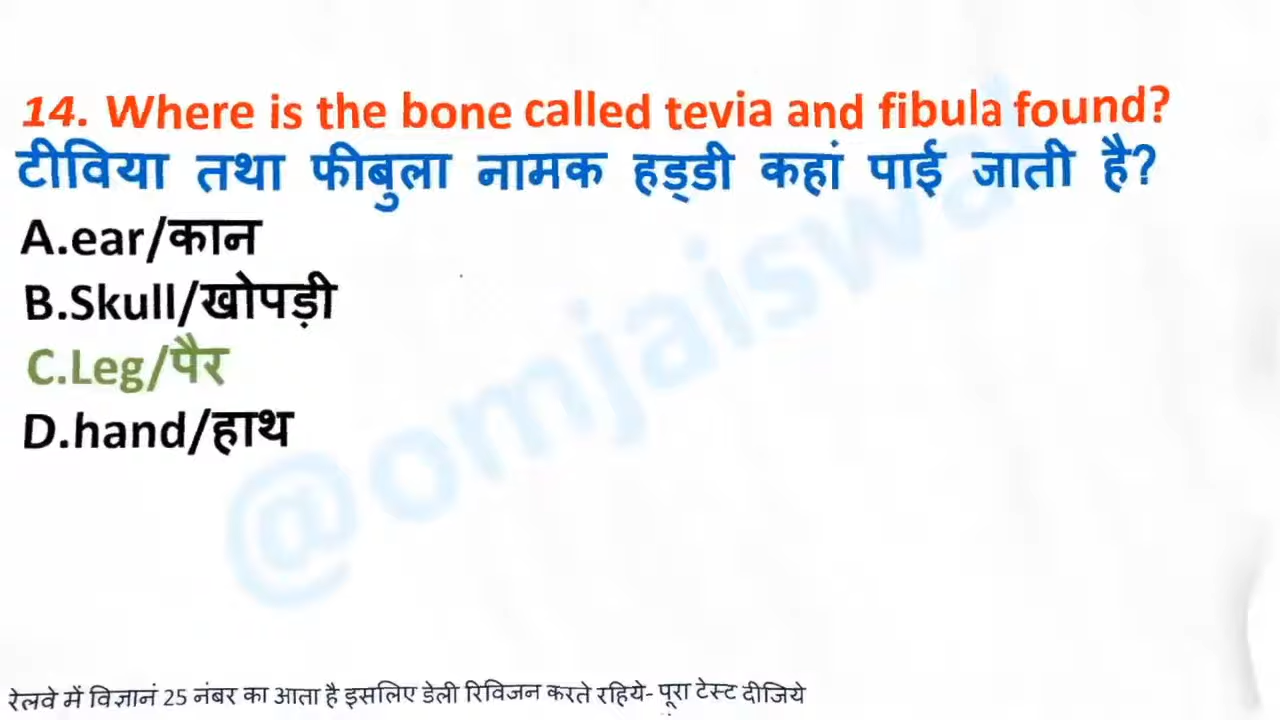 14. Where is the bone called tevia and fibula found?
टीविया तथा फीबुला नामक हड्डी कहां पाई जाती है?
A.ear/कान
B.Skull/खोपड़ी
C.Leg/पैर
D.hand/हाथ
@omjaiswal
रेलवे में विज्ञानं 25 नंबर का आता है इसलिए डेली रिविजन करते रहिये- पूरा टेस्ट दीजिये